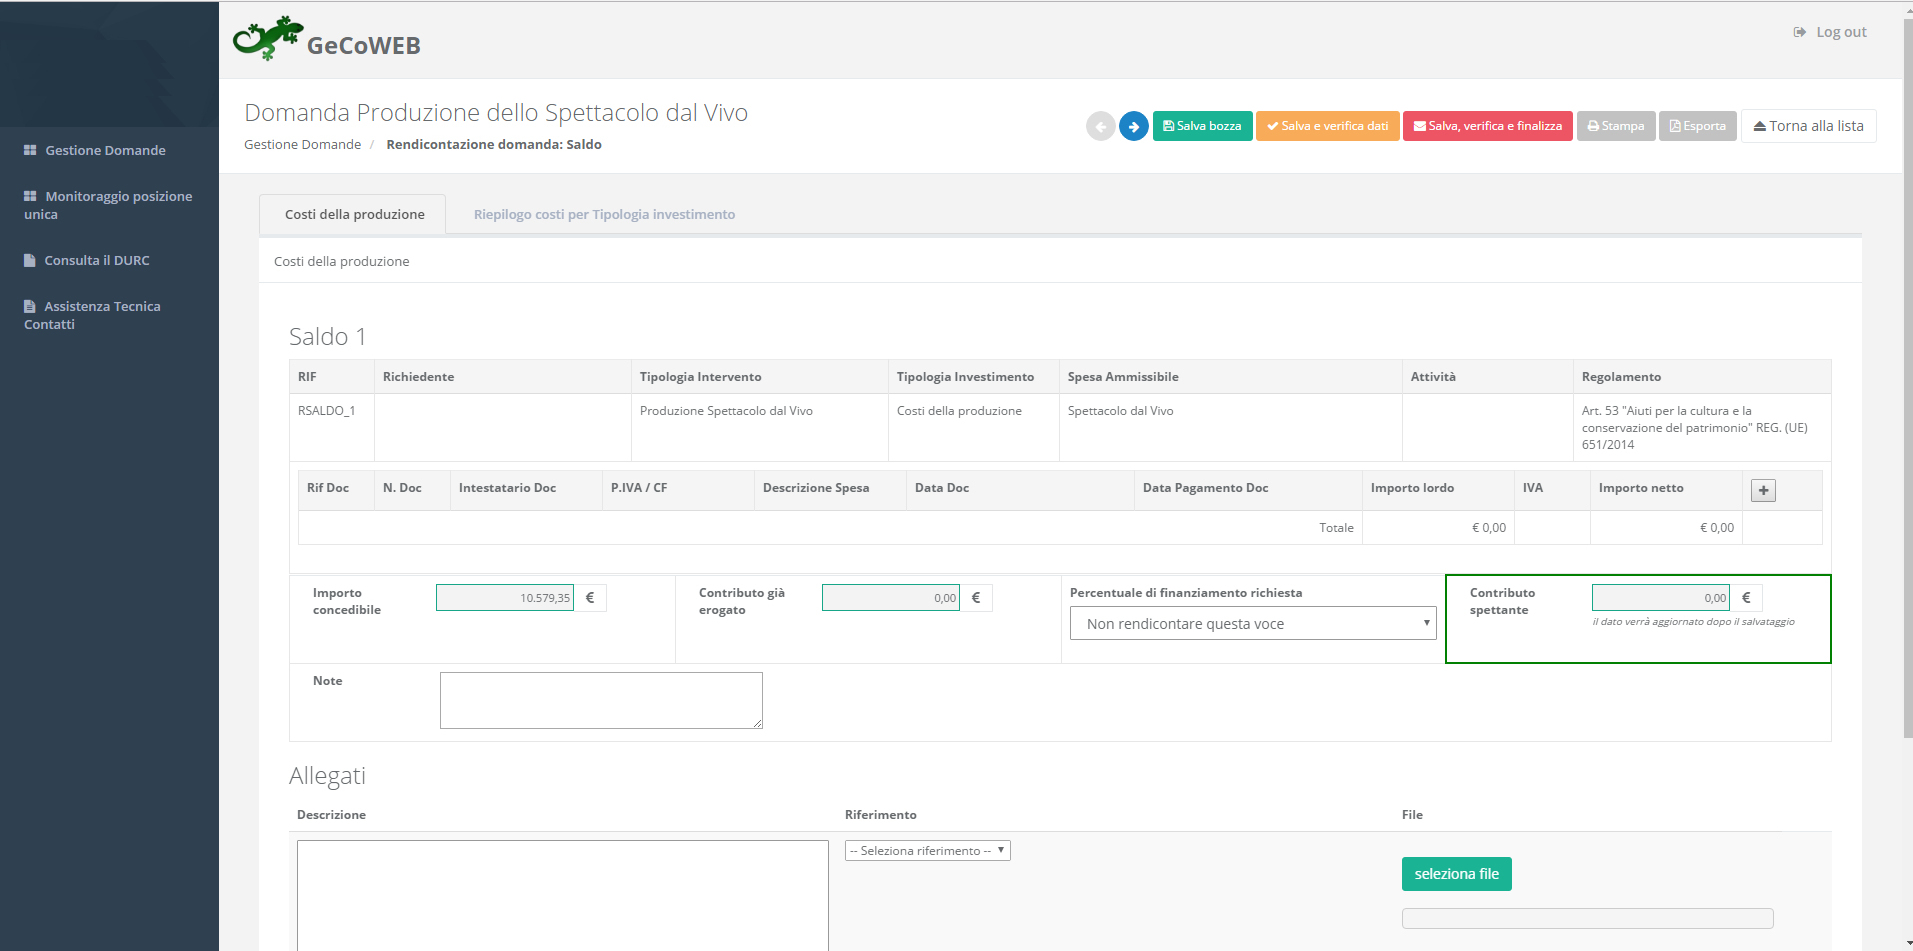 GeCoWEB
Log out
Domanda Produzione dello Spettacolo dal Vivo
Gestione Domande / Rendicontazione domanda: Saldo
Salva bozza
Salva e verifica dati
Salva, verifica e finalizza
Stampa
Esporta
Torna alla lista
Gestione Domande
Monitoraggio posizione
unica
Consulta il DURC
Assistenza Tecnica
Contatti
Costi della produzione
Riepilogo costi per Tipologia investimento
Costi della produzione
Saldo 1
RIF Richiedente Tipologia Intervento Tipologia Investimento Spesa Ammissibile Attività Regolamento
RSALDO_1 Produzione Spettacolo dal Vivo Costi della produzione Spettacolo dal Vivo Art. 53 "Aiuti per la cultura e la
conservazione del patrimonio" REG. (UE)
651/2014
Rif Doc N. Doc Intestatario Doc P.IVA / CF Descrizione Spesa Data Doc Data Pagamento Doc Importo lordo IVA Importo netto +
Totale € 0,00 € 0,00
Importo
concedibile
10.579,35 €
Contributo già
erogato
0,00 €
Percentuale di finanziamento richiesta
Non rendicontare questa voce
Contributo
spettante
0,00 €
il dato verrà aggiornato dopo il salvataggio
Note
Allegati
Descrizione Riferimento File
-- Seleziona riferimento --
seleziona file